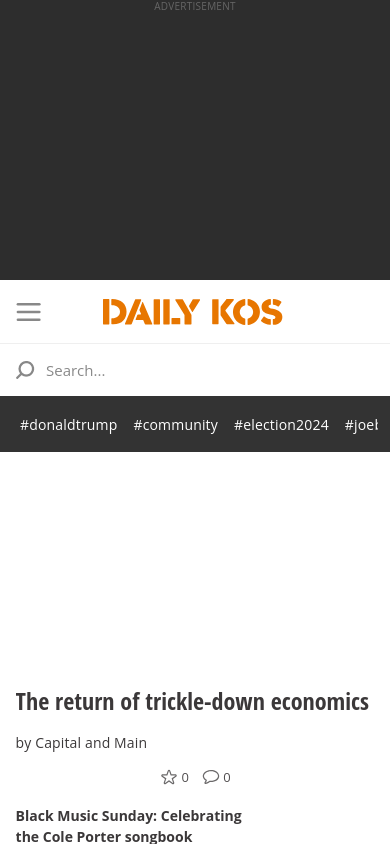 ADVERTISEMENT
DAILY KOS
Search...
#donaldtrump #community #election2024
The return of trickle-down economics
by Capital and Main
0 0
Black Music Sunday: Celebrating
the Cole Porter songbook